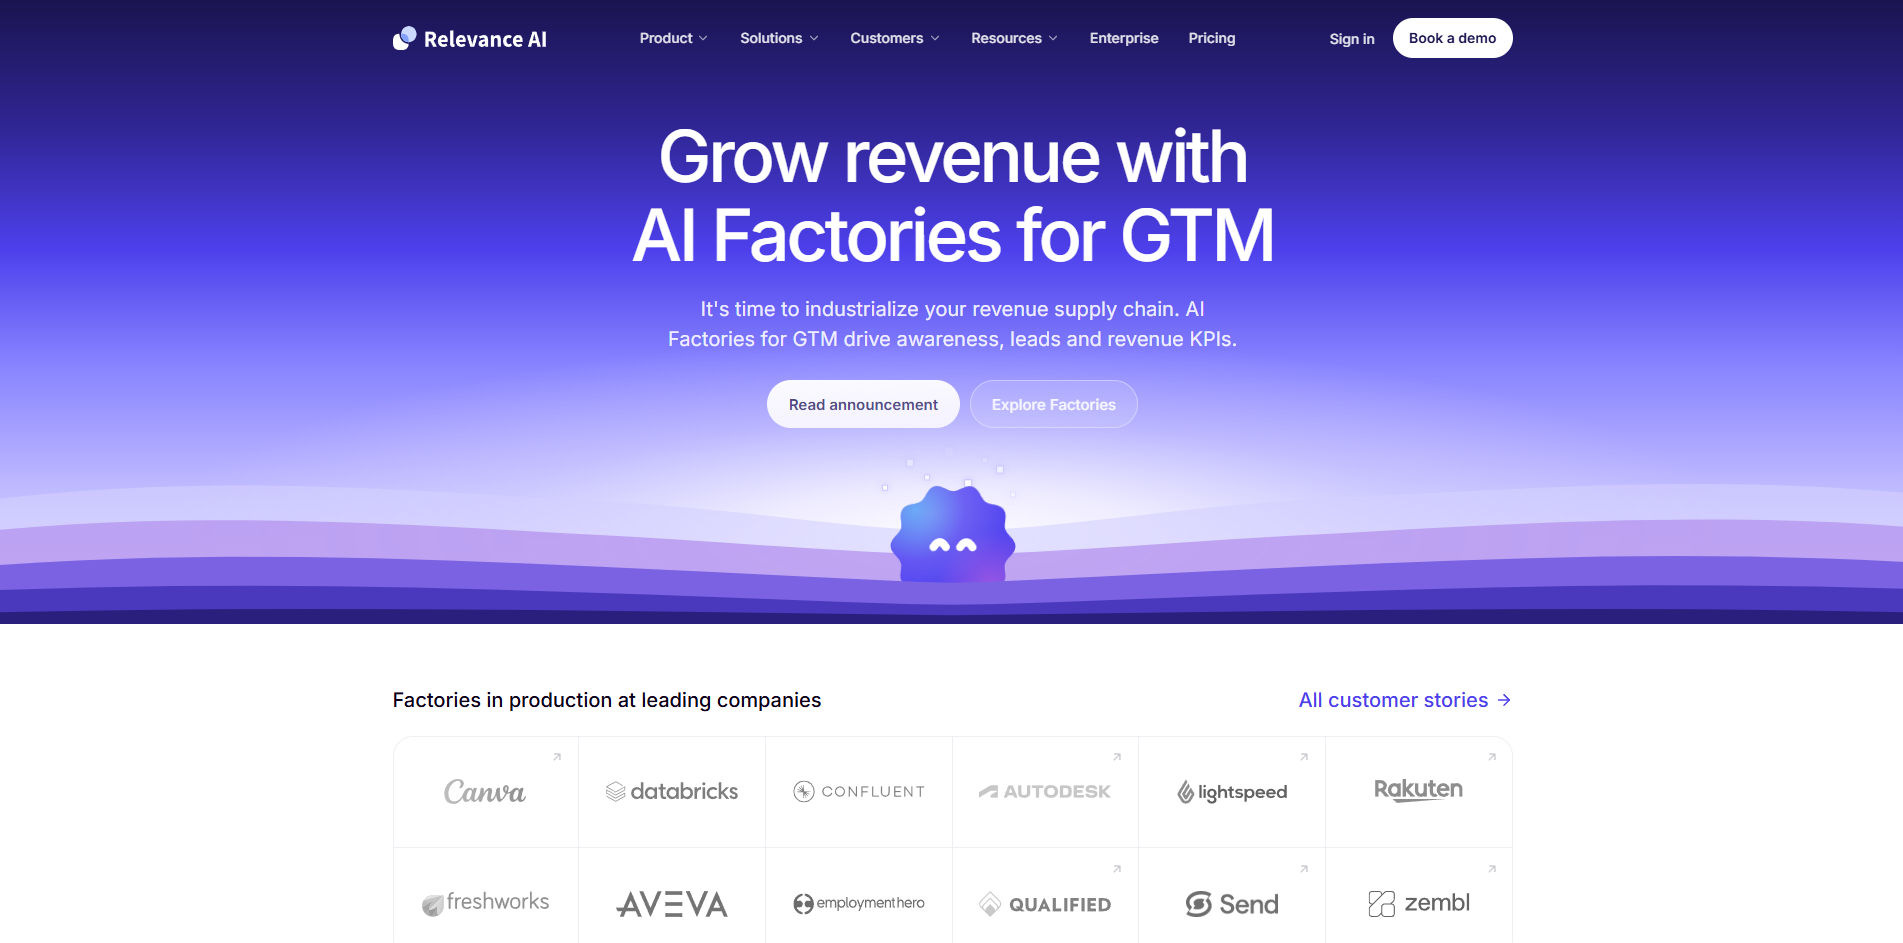 Relevance AI
Product
Solutions
Customers
Resources
Enterprise
Pricing
Sign in
Book a demo
Grow revenue with
AI Factories for GTM
It's time to industrialize your revenue supply chain. AI
Factories for GTM drive awareness, leads and revenue KPIs.
Read announcement
Explore Factories
Factories in production at leading companies
All customer stories →
Canva
databricks
CONFLUENT
AUTODESK
lightspeed
Rakuten
freshworks
AVEVA
employmenthero
QUALIFIED
Send
zembl